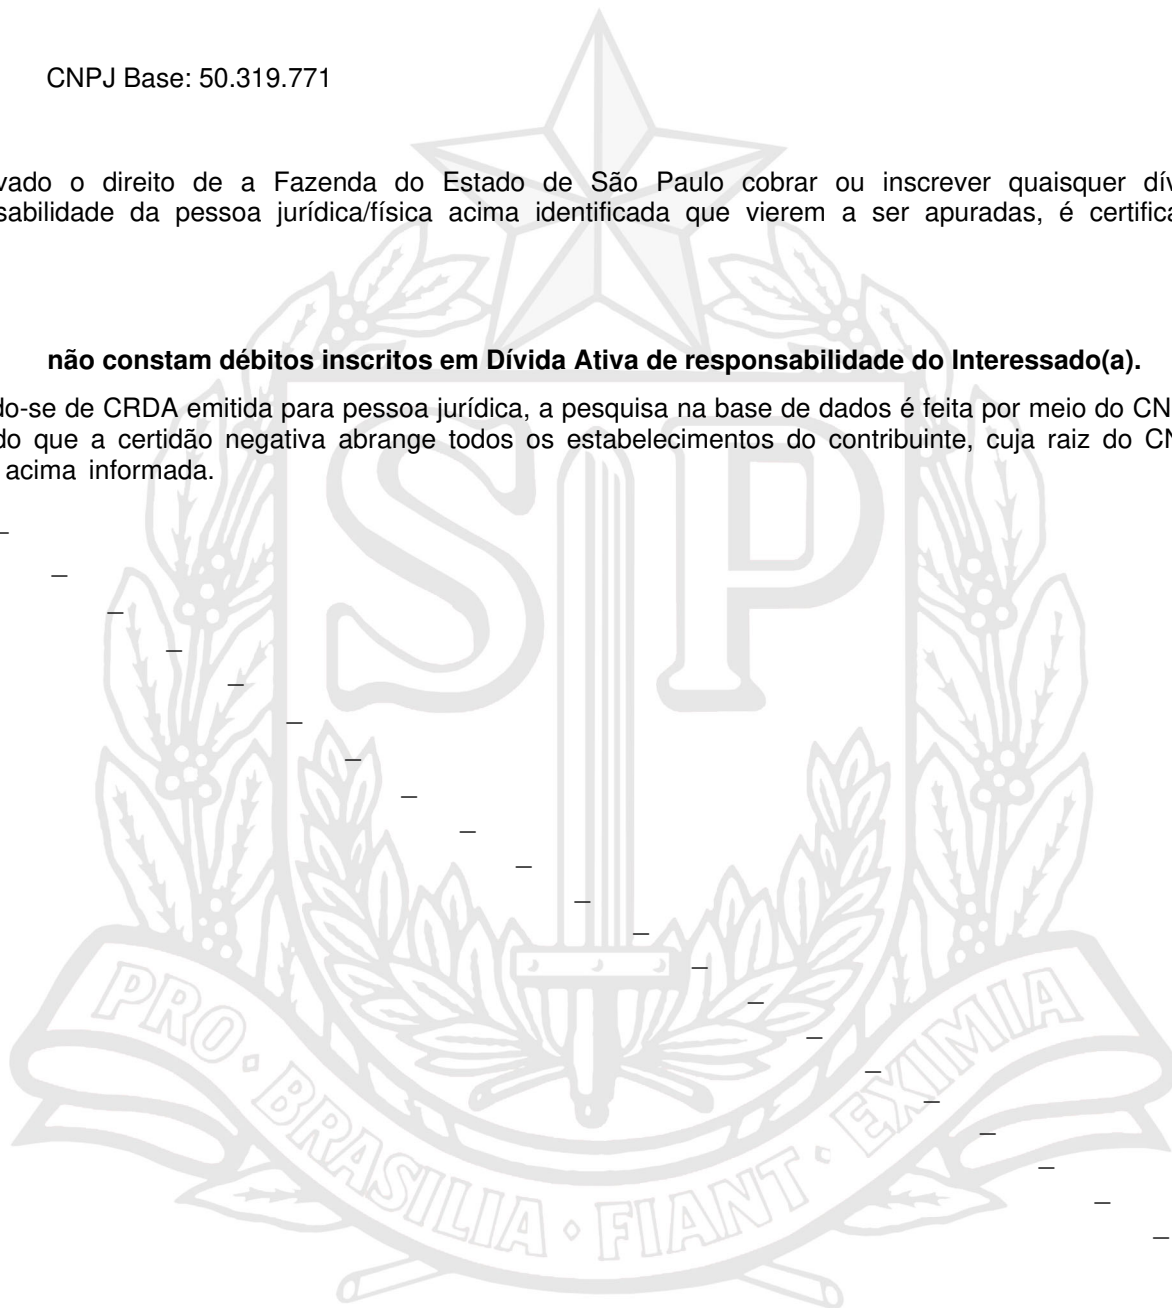 CNPJ Base: 50.319.771
vado o direito de a Fazenda do Estado de São Paulo cobrar ou inscrever quaisquer dív
sabilidade da pessoa jurídica/física acima identificada que vierem a ser apuradas, é certifica
não constam débitos inscritos em Dívida Ativa de responsabilidade do Interessado(a).
do-se de CRDA emitida para pessoa jurídica, a pesquisa na base de dados é feita por meio do CN
do que a certidão negativa abrange todos os estabelecimentos do contribuinte, cuja raiz do CN
acima informada.
SP
PRO • BRASILIA • FIANT • EXIMIA